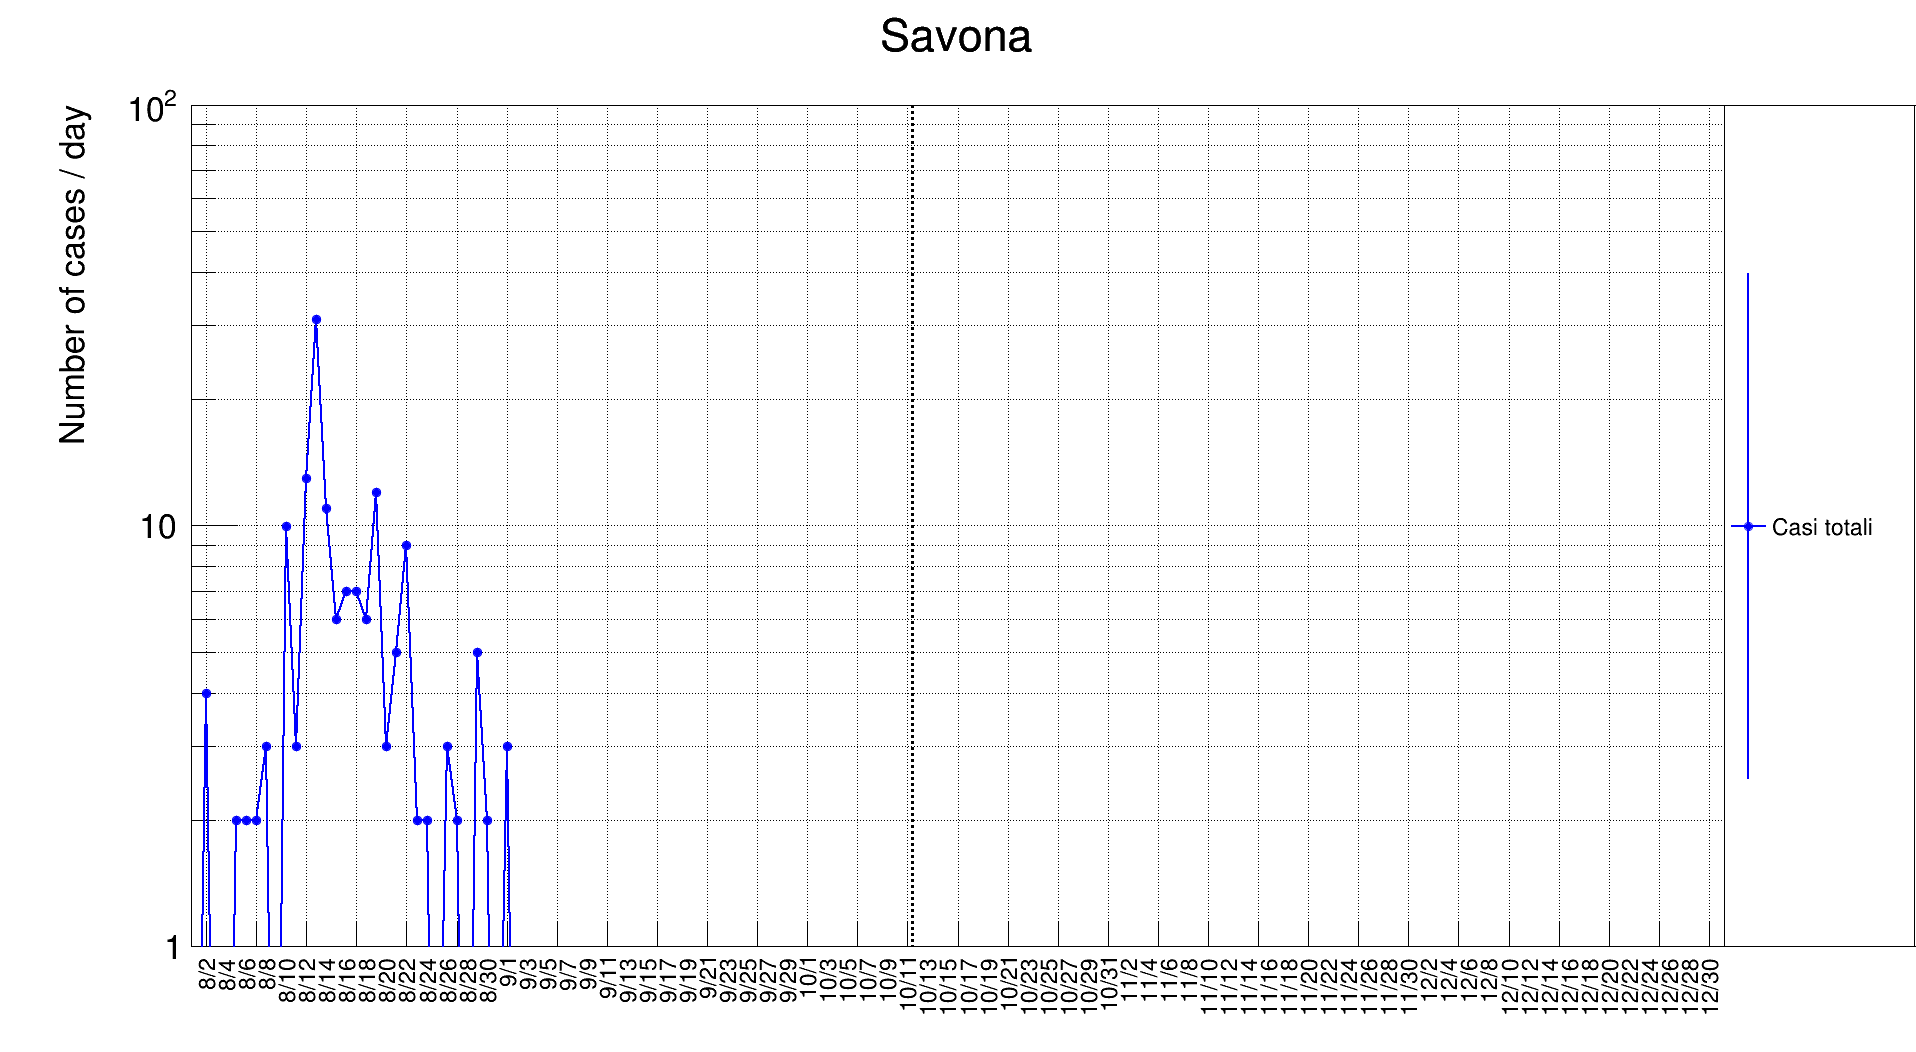 Savona
Number of cases / day
10²
10
1
8/2 8/4 8/6 8/8 8/10 8/12 8/14 8/16 8/18 8/20 8/22 8/24 8/26 8/28 8/30 9/1 9/3 9/5 9/7 9/9 9/11 9/13 9/15 9/17 9/19 9/21 9/23 9/25 9/27 9/29 10/1 10/3 10/5 10/7 10/9 10/11 10/13 10/15 10/17 10/19 10/21 10/23 10/25 10/27 10/29 10/31 11/2 11/4 11/6 11/8 11/10 11/12 11/14 11/16 11/18 11/20 11/22 11/24 11/26 11/28 11/30 12/2 12/4 12/6 12/8 12/10 12/12 12/14 12/16 12/18 12/20 12/22 12/24 12/26 12/28 12/30
Casi totali